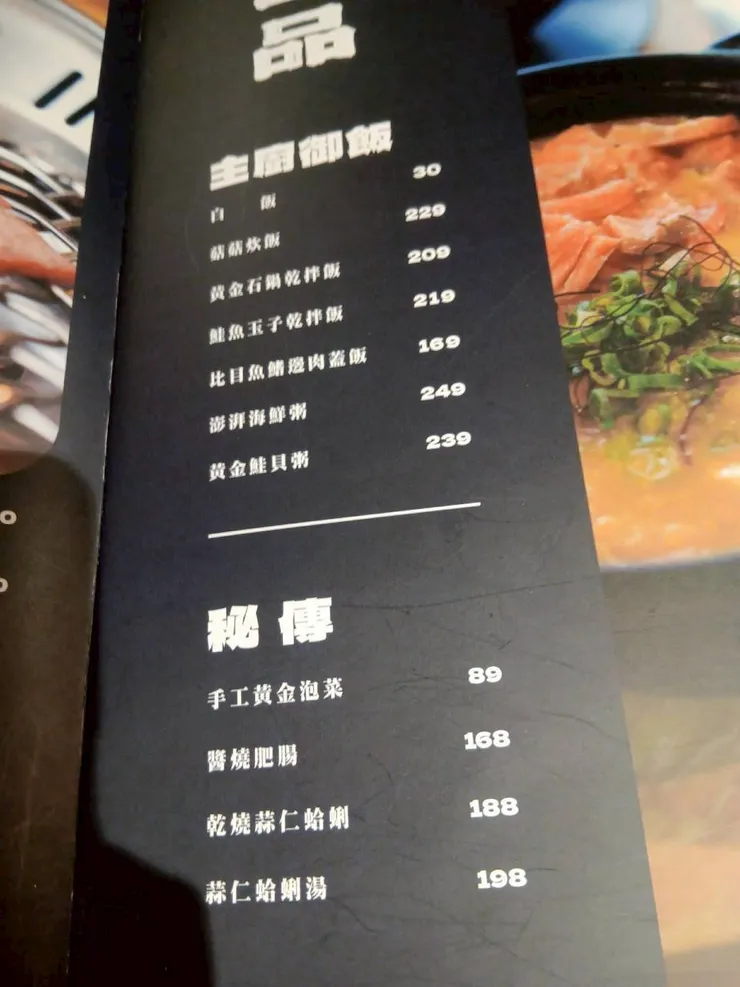 品
主廚御飯
白 飯 30
菇菇炊飯 229
黃金石鍋乾拌飯 209
鮭魚玉子乾拌飯 219
比目魚鰭邊肉蓋飯 169
澎湃海鮮粥 249
黃金鮭貝粥 239
秘傳
手工黃金泡菜 89
醬燒肥腸 168
乾燒蒜仁蛤蜊 188
蒜仁蛤蜊湯 198